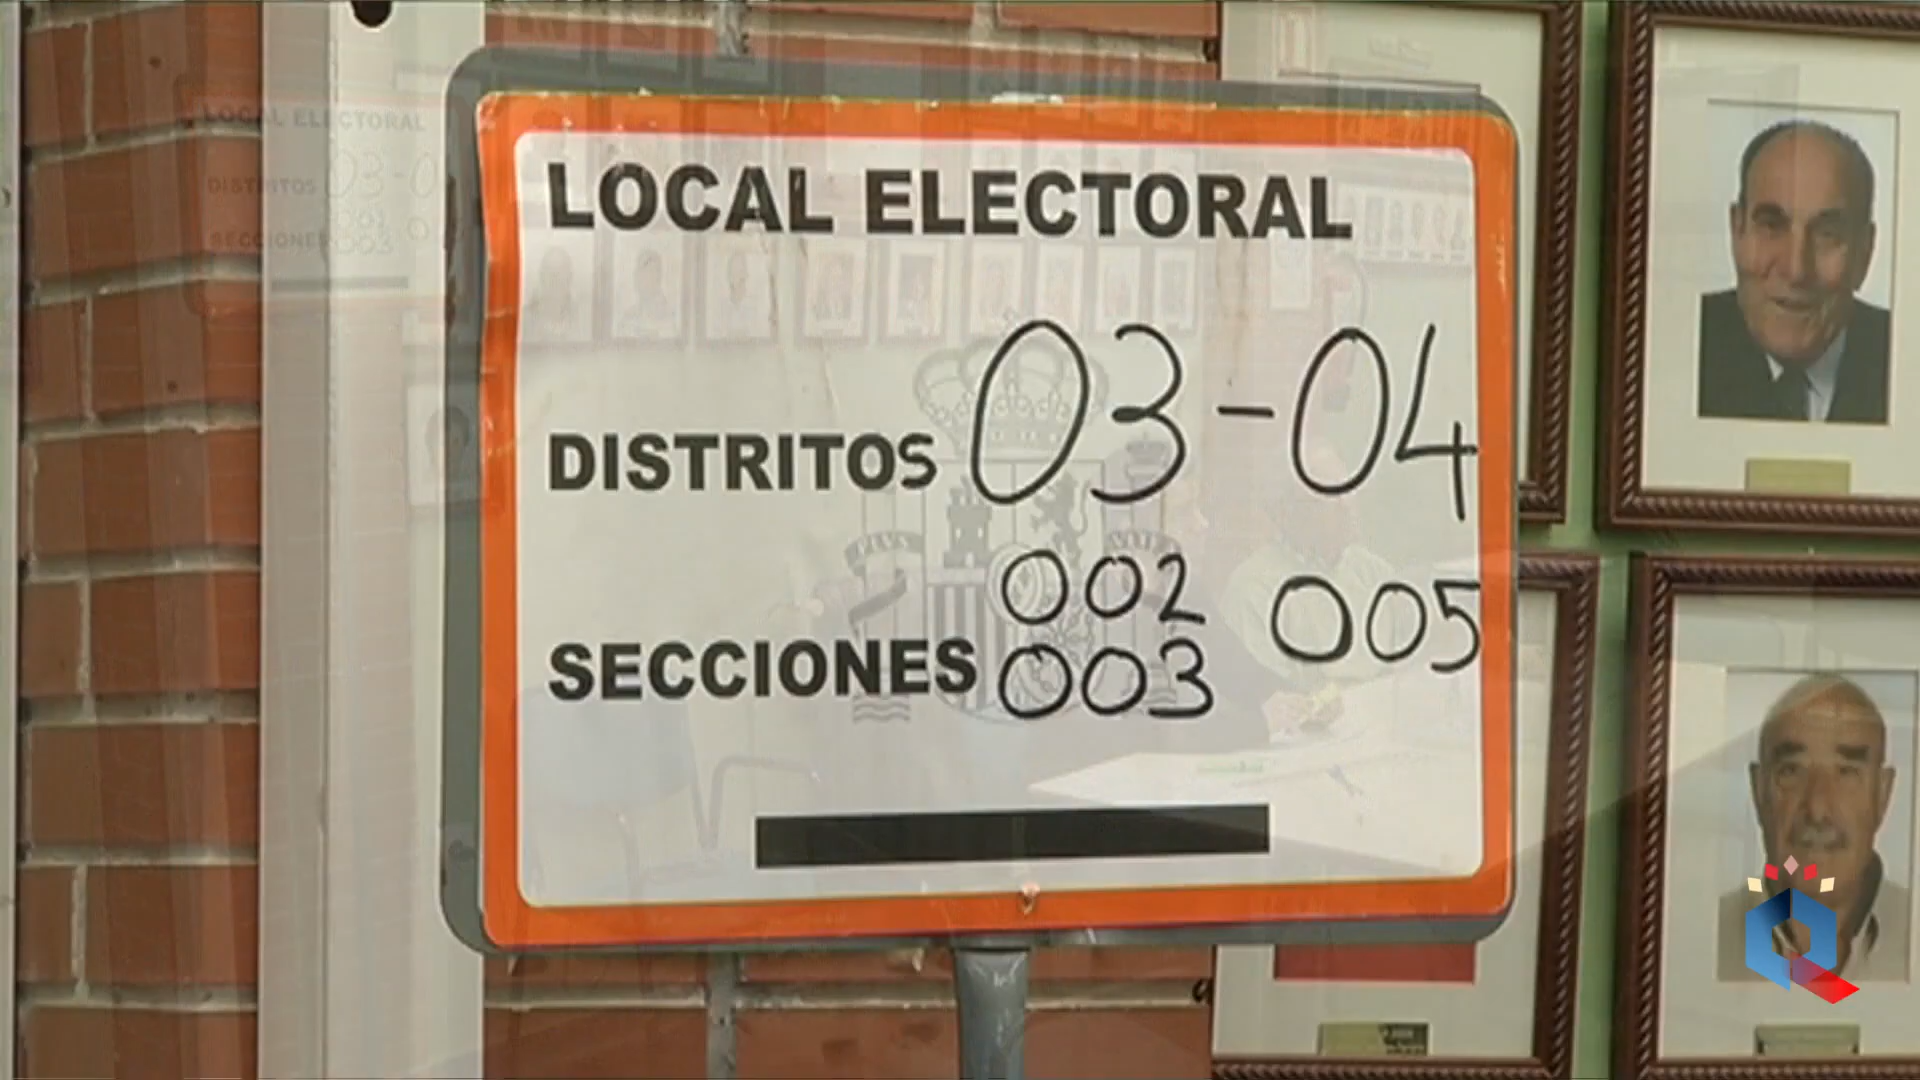 LOCAL ELECTORAL
DISTRITOS 03-04
002 005
SECCIONES 003